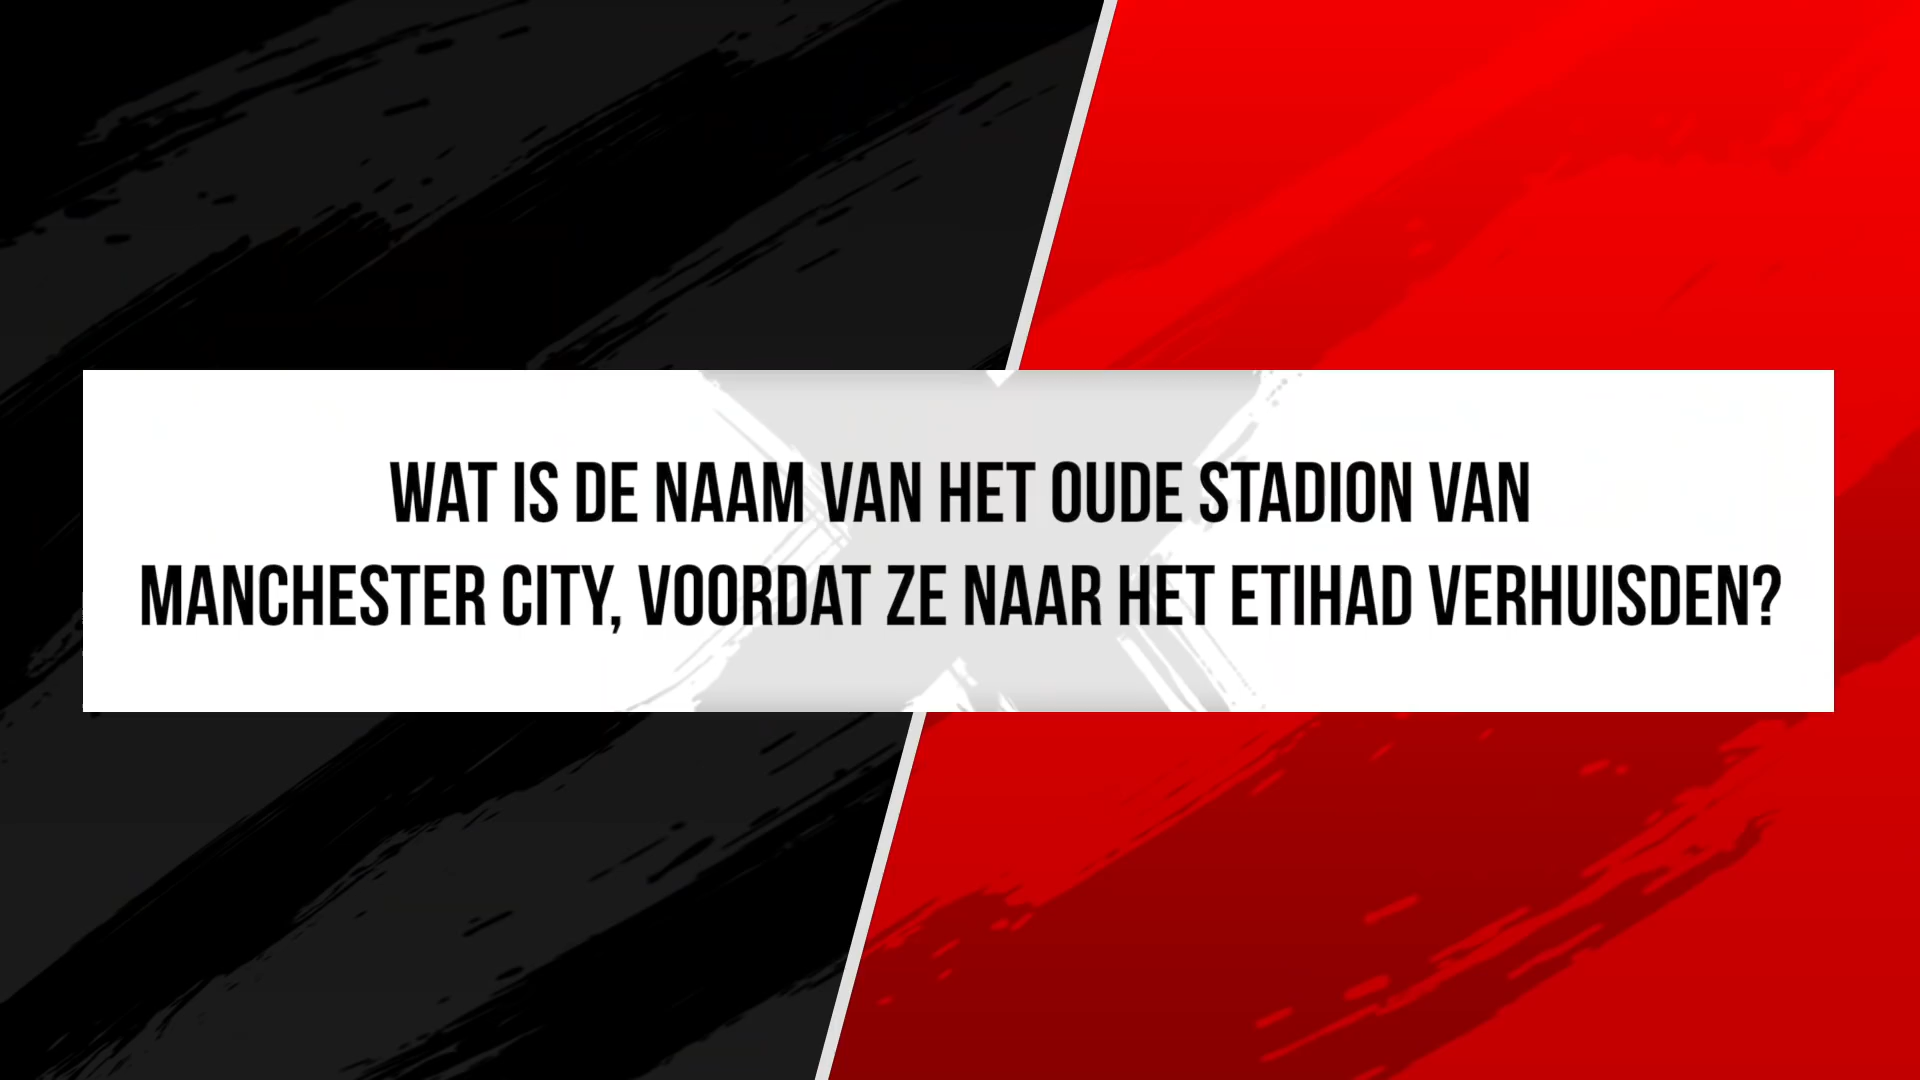 WAT IS DE NAAM VAN HET OUDE STADION VAN
MANCHESTER CITY, VOORDAT ZE NAAR HET ETIHAD VERHUISDEN?